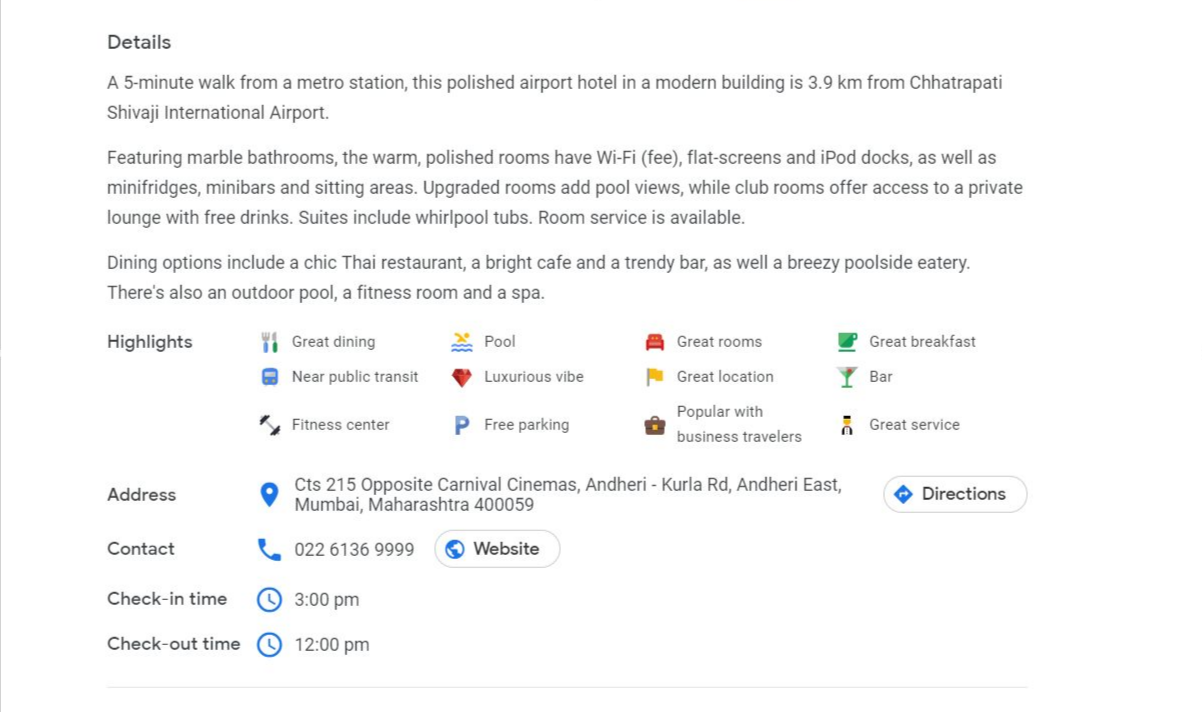 Details
A 5-minute walk from a metro station, this polished airport hotel in a modern building is 3.9 km from Chhatrapati
Shivaji International Airport.
Featuring marble bathrooms, the warm, polished rooms have Wi-Fi (fee), flat-screens and iPod docks, as well as
minifridges, minibars and sitting areas. Upgraded rooms add pool views, while club rooms offer access to a private
lounge with free drinks. Suites include whirlpool tubs. Room service is available.
Dining options include a chic Thai restaurant, a bright cafe and a trendy bar, as well a breezy poolside eatery.
There's also an outdoor pool, a fitness room and a spa.
Highlights Great dining Pool Great rooms Great breakfast
Near public transit Luxurious vibe Great location Bar
Fitness center Free parking Popular with
business travelers Great service
Address Cts 215 Opposite Carnival Cinemas, Andheri - Kurla Rd, Andheri East,
Mumbai, Maharashtra 400059 Directions
Contact 022 6136 9999 Website
Check-in time 3:00 pm
Check-out time 12:00 pm